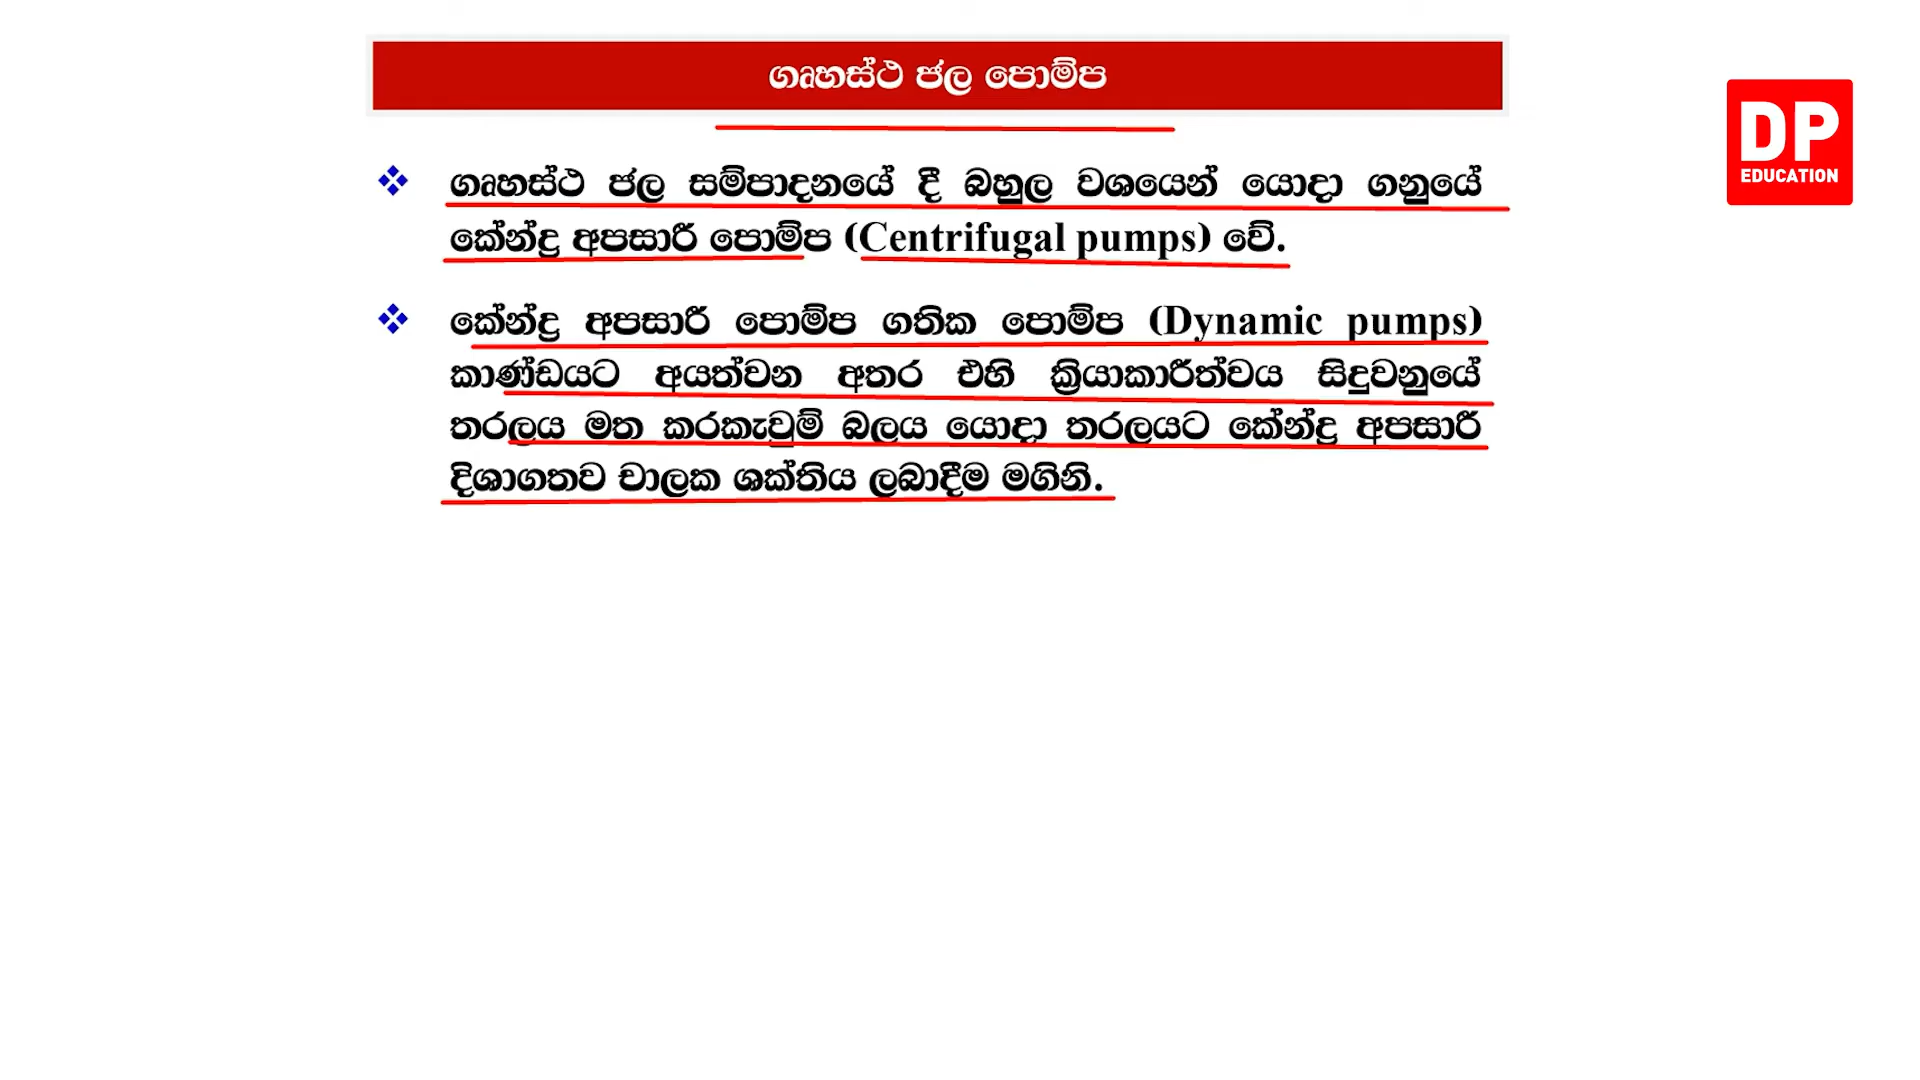 ගෘහස්ථ ජල පොම්ප
DP
EDUCATION
ගෘහස්ථ ජල සම්පාදනයේ දී බහුල වශයෙන් යොදා ගනුයේ
කේන්ද්‍ර අපසාරී පොම්ප (Centrifugal pumps) වේ.
කේන්ද්‍ර අපසාරී පොම්ප ගතික පොම්ප (Dynamic pumps)
කාණ්ඩයට අයත්වන අතර එහි ක්‍රියාකාරීත්වය සිදුවනුයේ
තරලය මත කරකැවුම් බලය යොදා තරලයට කේන්ද්‍ර අපසාරී
දිශාගතව චාලක ශක්තිය ලබාදීම මගිනි.